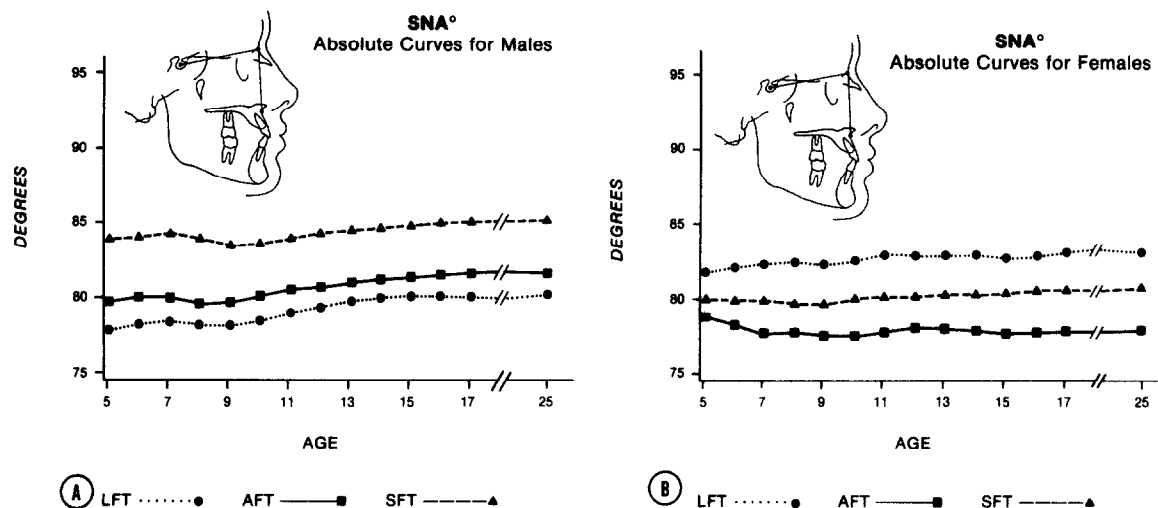 SNA°
Absolute Curves for Males
95
90
85
80
75
DEGREES
5 7 9 11 13 15 17 25
AGE
A LFT AFT SFT
SNA°
Absolute Curves for Females
95
90
85
80
75
DEGREES
5 7 9 11 13 15 17 25
AGE
B LFT AFT SFT